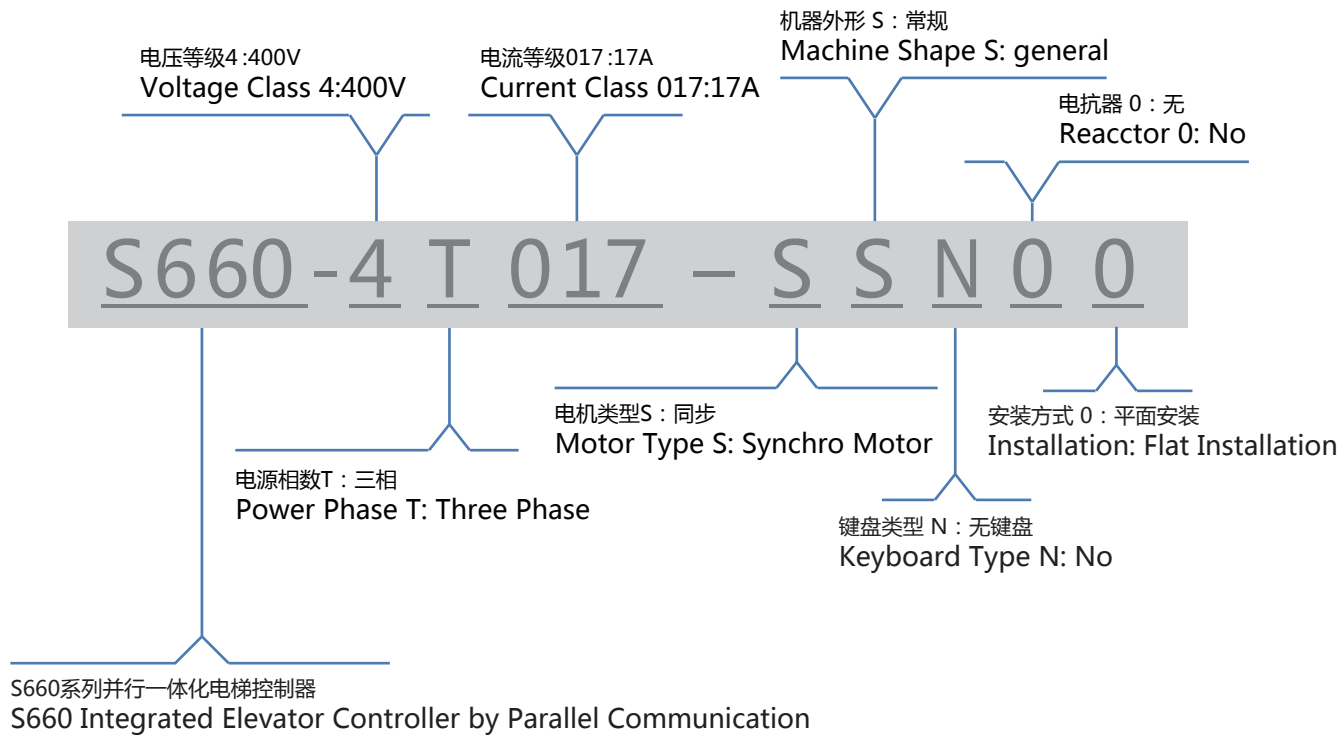 机器外形 S：常规
Machine Shape S: general
电压等级4:400V
Voltage Class 4:400V
电流等级017:17A
Current Class 017:17A
电抗器 0：无
Reacctor 0: No
S660-4T017 – S S N 0 0
电机类型S：同步
Motor Type S: Synchro Motor
安装方式 0：平面安装
Installation: Flat Installation
电源相数T：三相
Power Phase T: Three Phase
键盘类型 N：无键盘
Keyboard Type N: No
S660系列并行一体化电梯控制器
S660 Integrated Elevator Controller by Parallel Communication